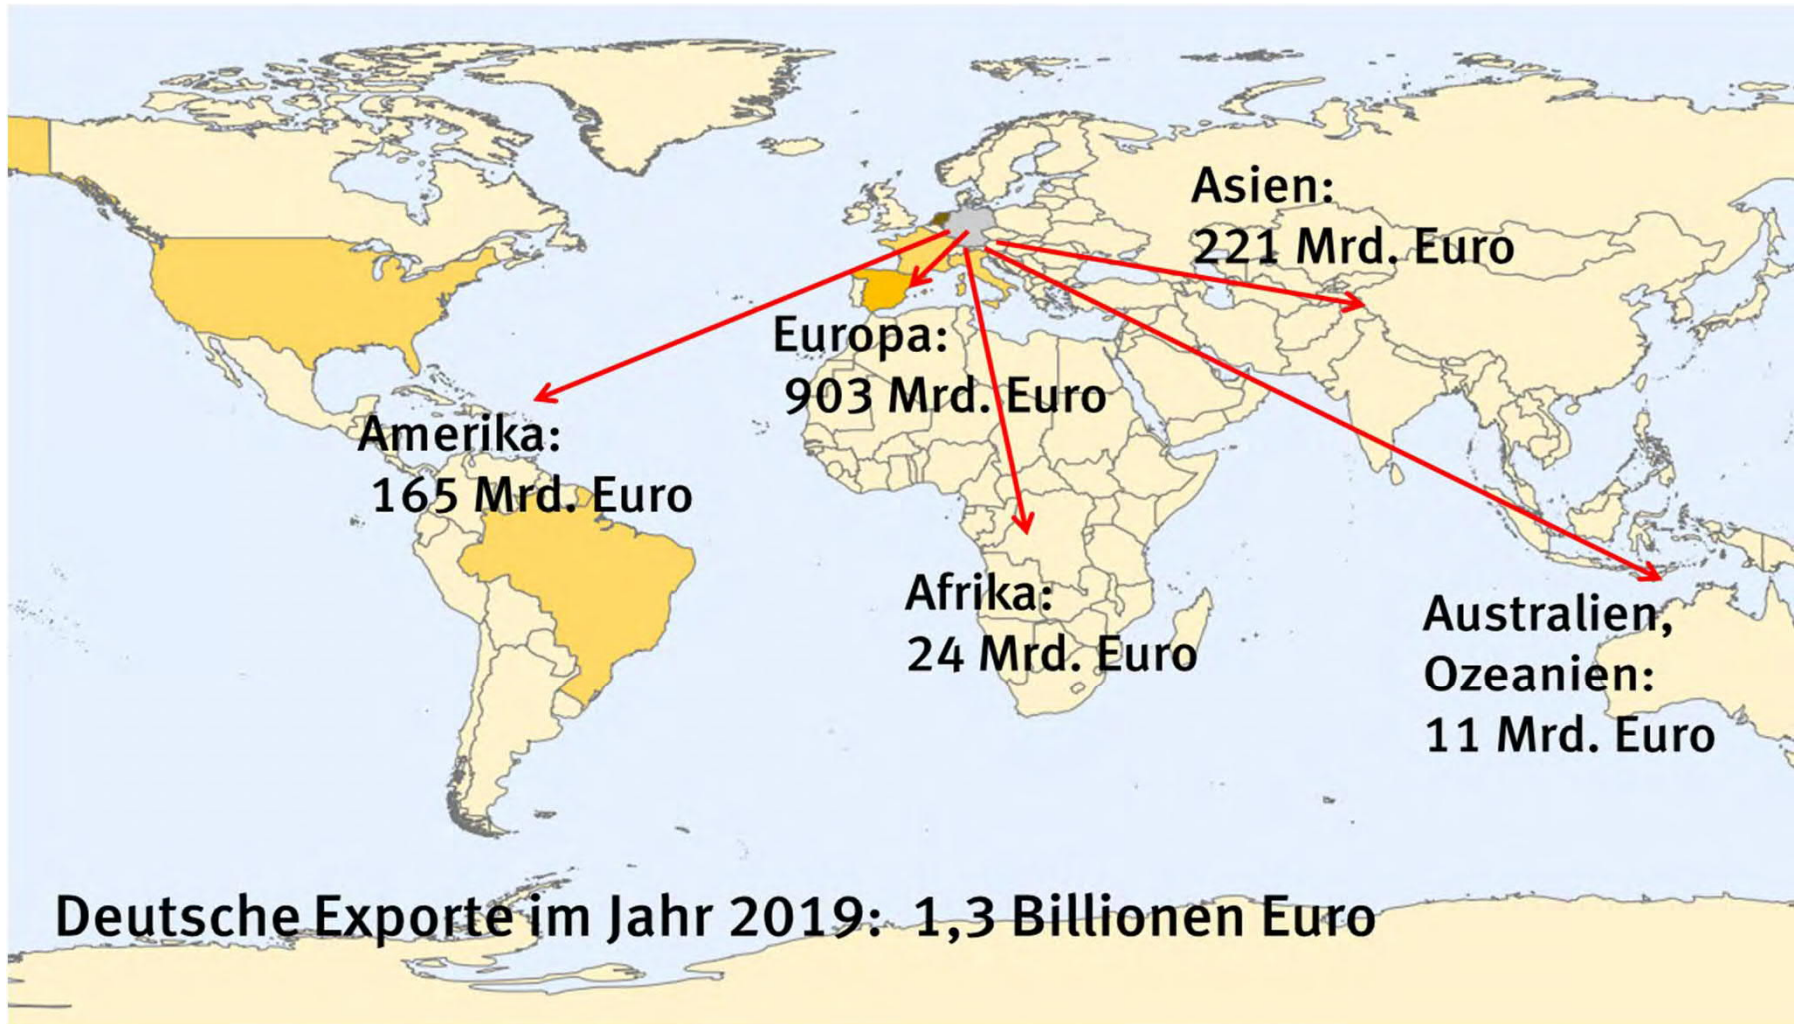 Asien:
221 Mrd. Euro
Europa:
903 Mrd. Euro
Amerika:
165 Mrd. Euro
Afrika:
24 Mrd. Euro
Australien,
Ozeanien:
11 Mrd. Euro
Deutsche Exporte im Jahr 2019: 1,3 Billionen Euro